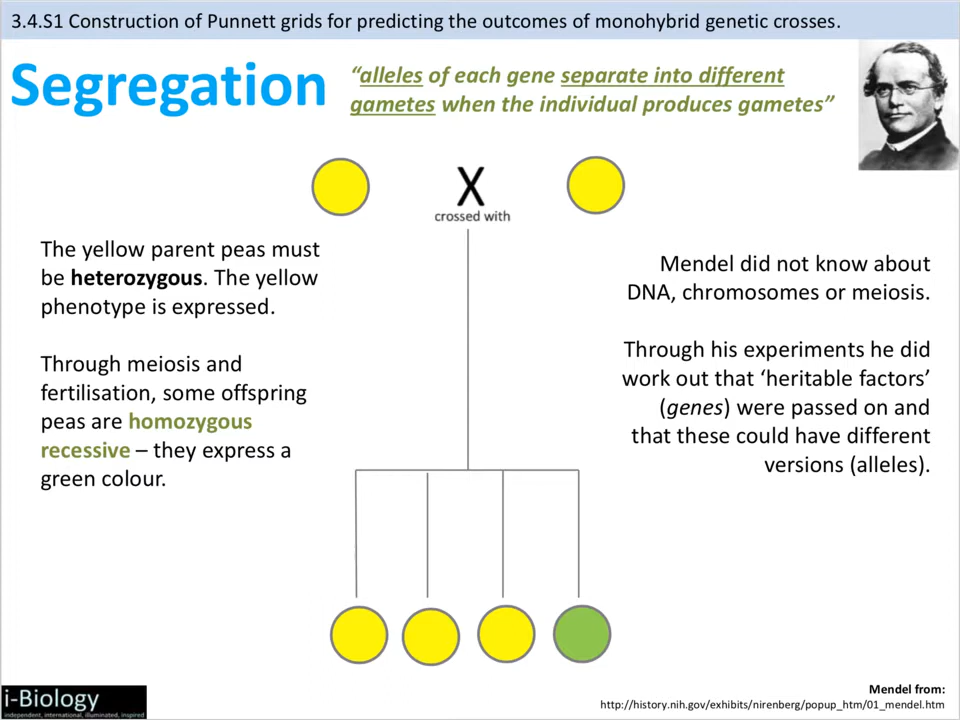 3.4.S1 Construction of Punnett grids for predicting the outcomes of monohybrid genetic crosses.
Segregation
“alleles of each gene separate into different
gametes when the individual produces gametes”
X
crossed with
The yellow parent peas must
be heterozygous. The yellow
phenotype is expressed.
Through meiosis and
fertilisation, some offspring
peas are homozygous
recessive – they express a
green colour.
Mendel did not know about
DNA, chromosomes or meiosis.
Through his experiments he did
work out that ‘heritable factors’
(genes) were passed on and
that these could have different
versions (alleles).
i-Biology
independent, international, illuminated, inspired
Mendel from:
http://history.nih.gov/exhibits/nirenberg/popup_htm/01_mendel.htm